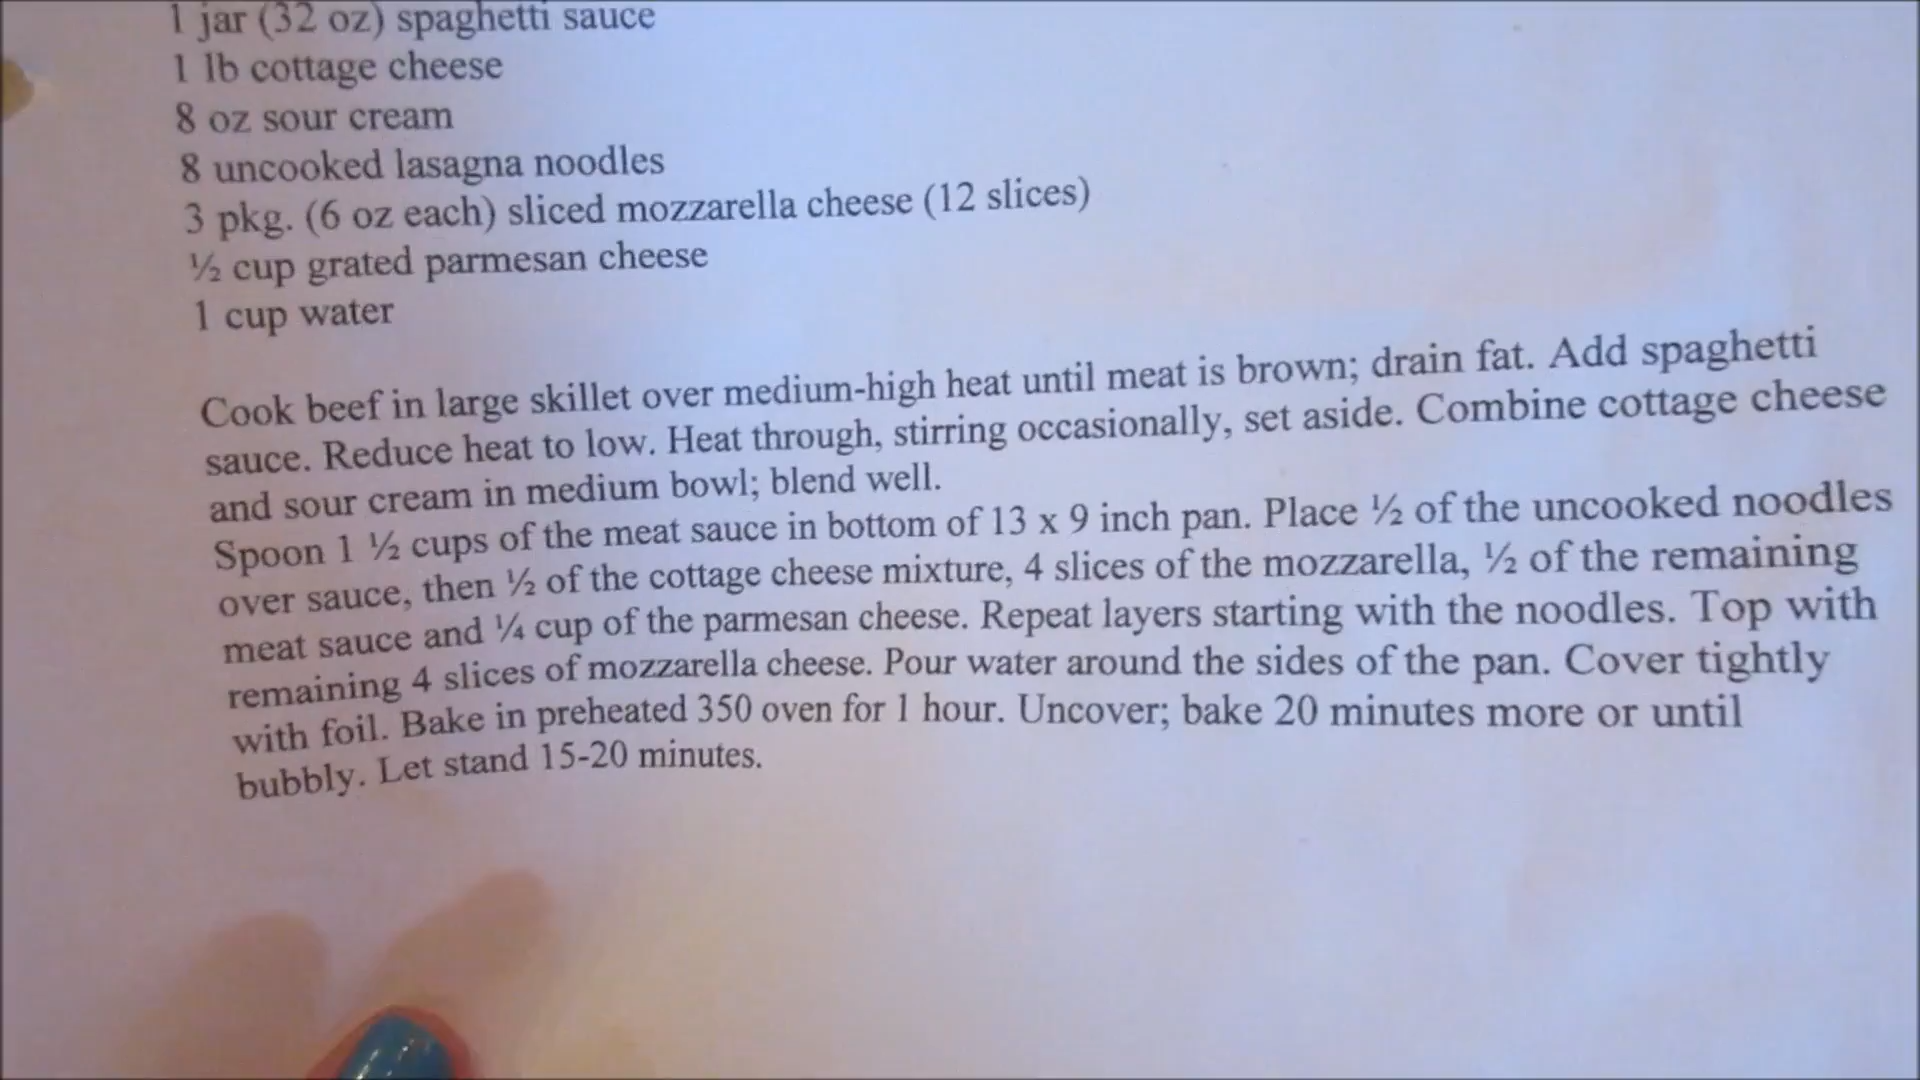 1 jar (32 oz) spaghetti sauce
1 lb cottage cheese
8 oz sour cream
8 uncooked lasagna noodles
3 pkg. (6 oz each) sliced mozzarella cheese (12 slices)
½ cup grated parmesan cheese
1 cup water
Cook beef in large skillet over medium-high heat until meat is brown; drain fat. Add spaghetti
sauce. Reduce heat to low. Heat through, stirring occasionally, set aside. Combine cottage cheese
and sour cream in medium bowl; blend well.
Spoon 1 ½ cups of the meat sauce in bottom of 13 x 9 inch pan. Place ½ of the uncooked noodles
over sauce, then ½ of the cottage cheese mixture, 4 slices of the mozzarella, ½ of the remaining
meat sauce and ¼ cup of the parmesan cheese. Repeat layers starting with the noodles. Top with
remaining 4 slices of mozzarella cheese. Pour water around the sides of the pan. Cover tightly
with foil. Bake in preheated 350 oven for 1 hour. Uncover; bake 20 minutes more or until
bubbly. Let stand 15-20 minutes.